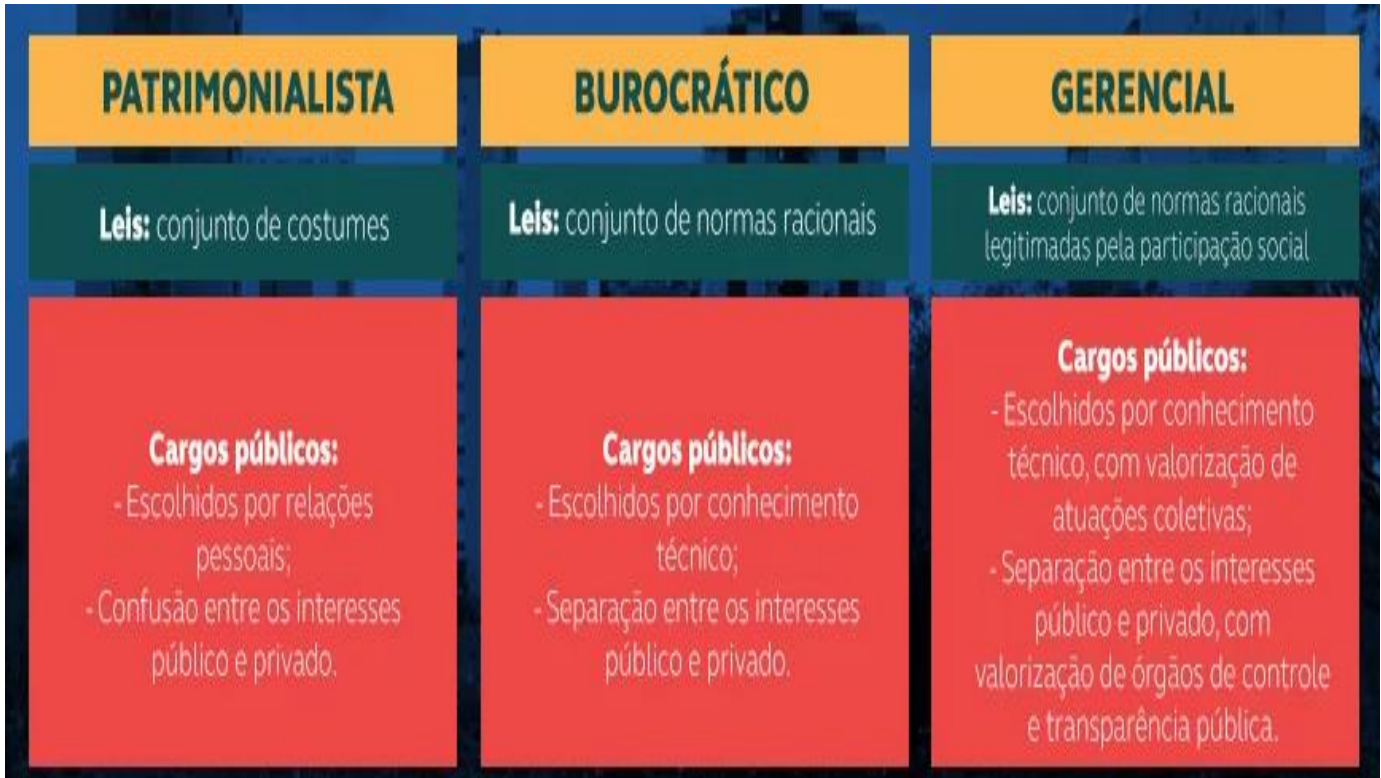 PATRIMONIALISTA
Leis: conjunto de costumes
Cargos públicos:
- Escolhidos por relações
pessoais;
- Confusão entre os interesses
público e privado.
BUROCRÁTICO
Leis: conjunto de normas racionais
Cargos públicos:
- Escolhidos por conhecimento
técnico;
- Separação entre os interesses
público e privado.
GERENCIAL
Leis: conjunto de normas racionais
legitimadas pela participação social
Cargos públicos:
- Escolhidos por conhecimento
técnico, com valorização de
atuações coletivas;
- Separação entre os interesses
público e privado, com
valorização de órgãos de controle
e transparência pública.